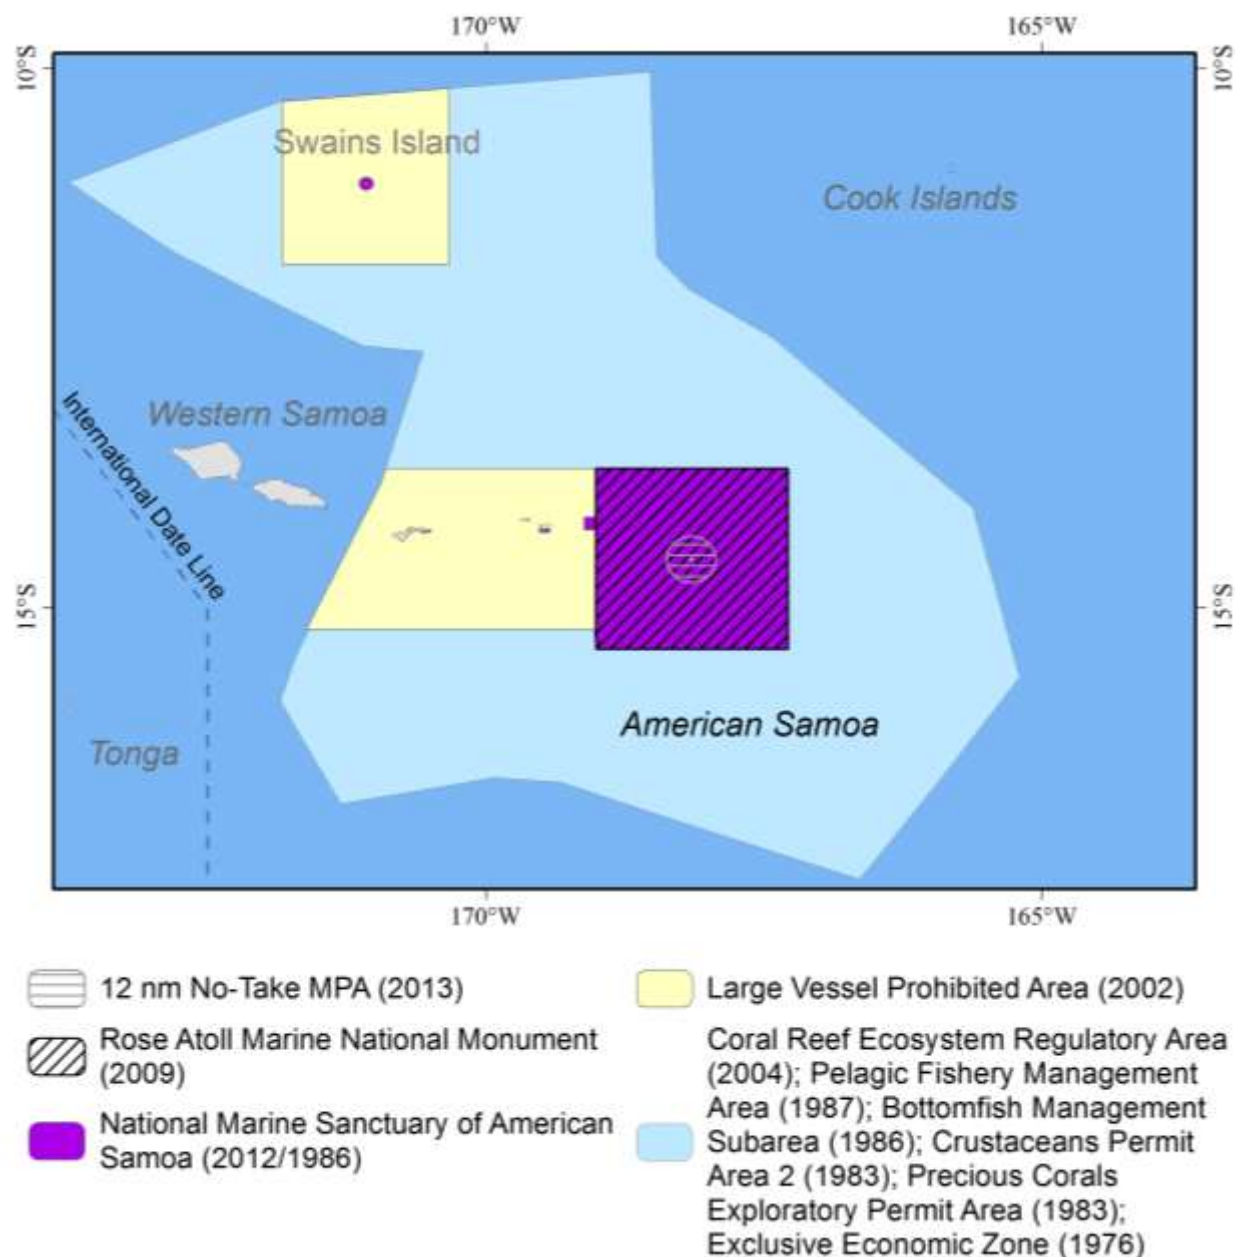 170°W
165°W
10°S
10°S
Swains Island
Cook Islands
International Date Line
Western Samoa
15°S
15°S
American Samoa
Tonga
170°W
165°W
12 nm No-Take MPA (2013)
Rose Atoll Marine National Monument
(2009)
National Marine Sanctuary of American
Samoa (2012/1986)
Large Vessel Prohibited Area (2002)
Coral Reef Ecosystem Regulatory Area
(2004); Pelagic Fishery Management
Area (1987); Bottomfish Management
Subarea (1986); Crustaceans Permit
Area 2 (1983); Precious Corals
Exploratory Permit Area (1983);
Exclusive Economic Zone (1976)